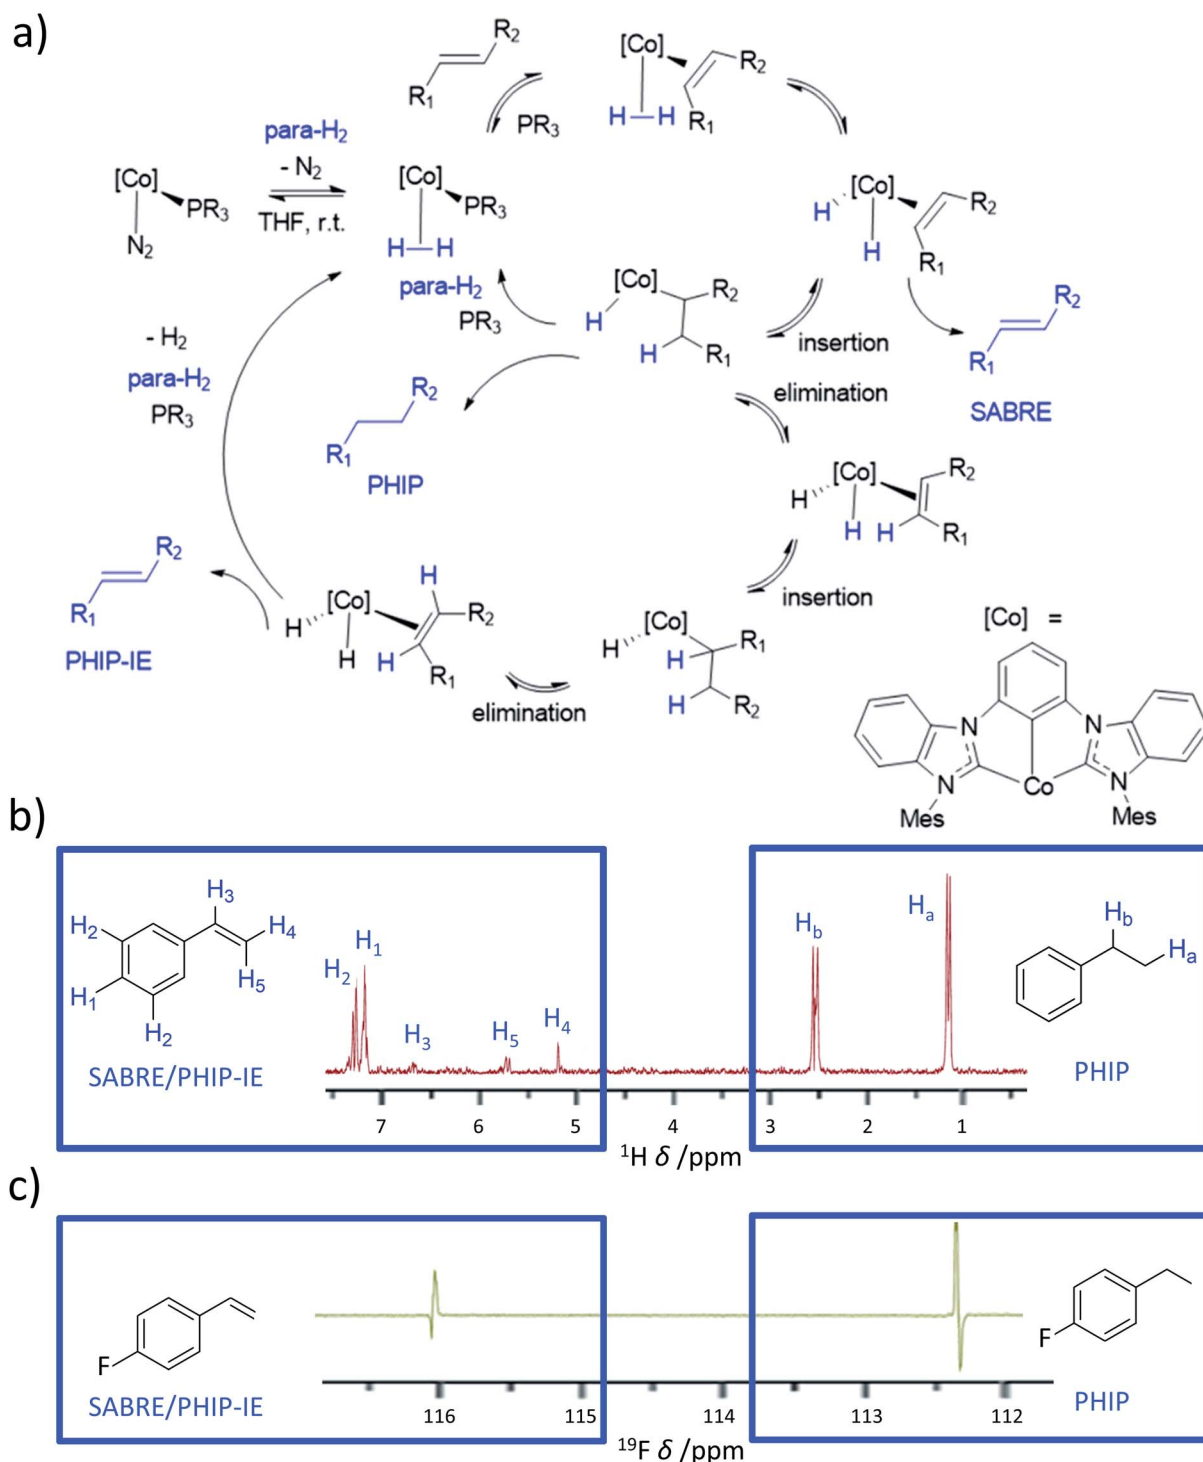 a)
R₂
R₁
PR₃
[Co]
H—H
R₂
R₁
para-H₂
- N₂
THF, r.t.
[Co]
PR₃
N₂
[Co]
PR₃
H—H
para-H₂
PR₃
[Co]
H
H
R₂
R₁
[Co]
H
H
R₂
R₁
insertion
elimination
R₂
R₁
SABRE
- H₂
para-H₂
PR₃
R₂
R₁
PHIP
[Co]
H
H
H
R₂
R₁
insertion
R₂
R₁
PHIP-IE
H
[Co]
H
H
H
R₂
R₁
elimination
[Co]
H
H
H
R₁
R₂
[Co] =
N
N
N
N
Co
Mes
Mes
b)
H₃
H₂
H₄
H₅
H₁
H₂
SABRE/PHIP-IE
H₁
H₂
H₃
H₅
H₄
Hb
Ha
Hb
Ha
PHIP
7 6 5 4 3 2 1
¹H δ /ppm
c)
F
SABRE/PHIP-IE
F
PHIP
116 115 114 113 112
¹⁹F δ /ppm